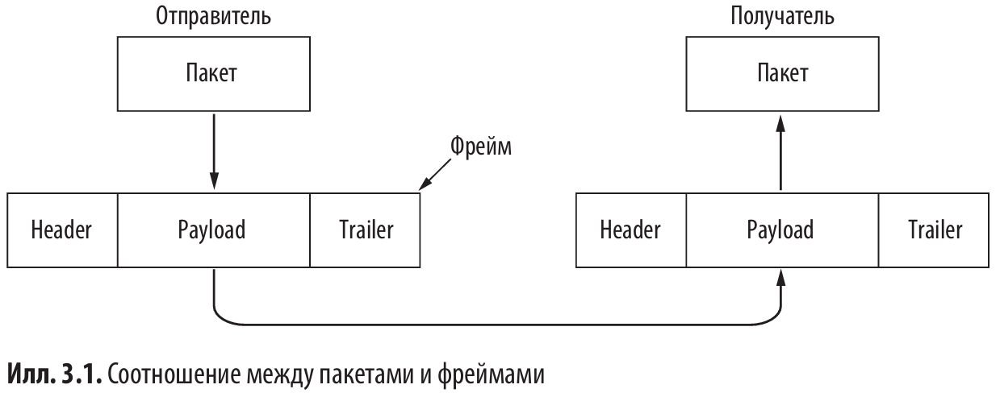 Отправитель
Получатель
Пакет
Пакет
Фрейм
Header
Payload
Trailer
Header
Payload
Trailer
Илл. 3.1. Соотношение между пакетами и фреймами